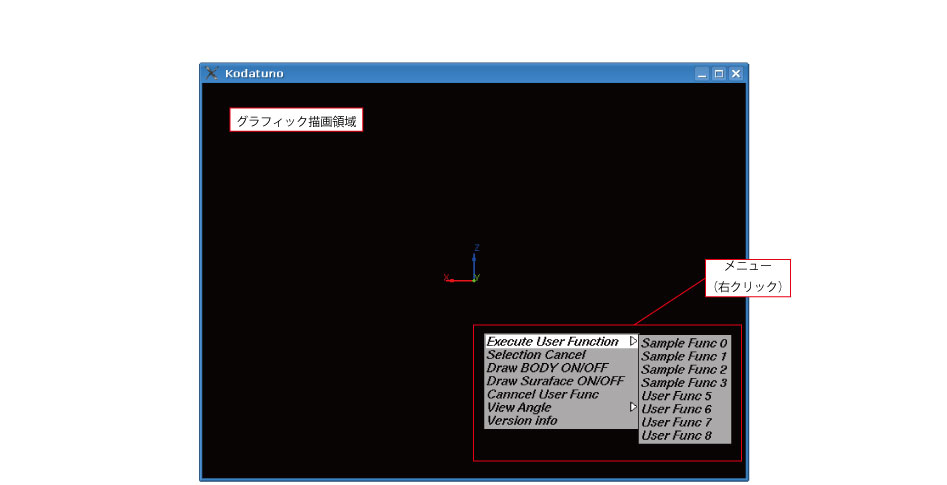 Kodatuno
グラフィック描画領域
Z
X
Y
メニュー
(右クリック)
Execute User Function
Selection Cancel
Draw BODY ON/OFF
Draw Suraface ON/OFF
Canncel User Func
View Angle
Version info
Sample Func 0
Sample Func 1
Sample Func 2
Sample Func 3
User Func 5
User Func 6
User Func 7
User Func 8